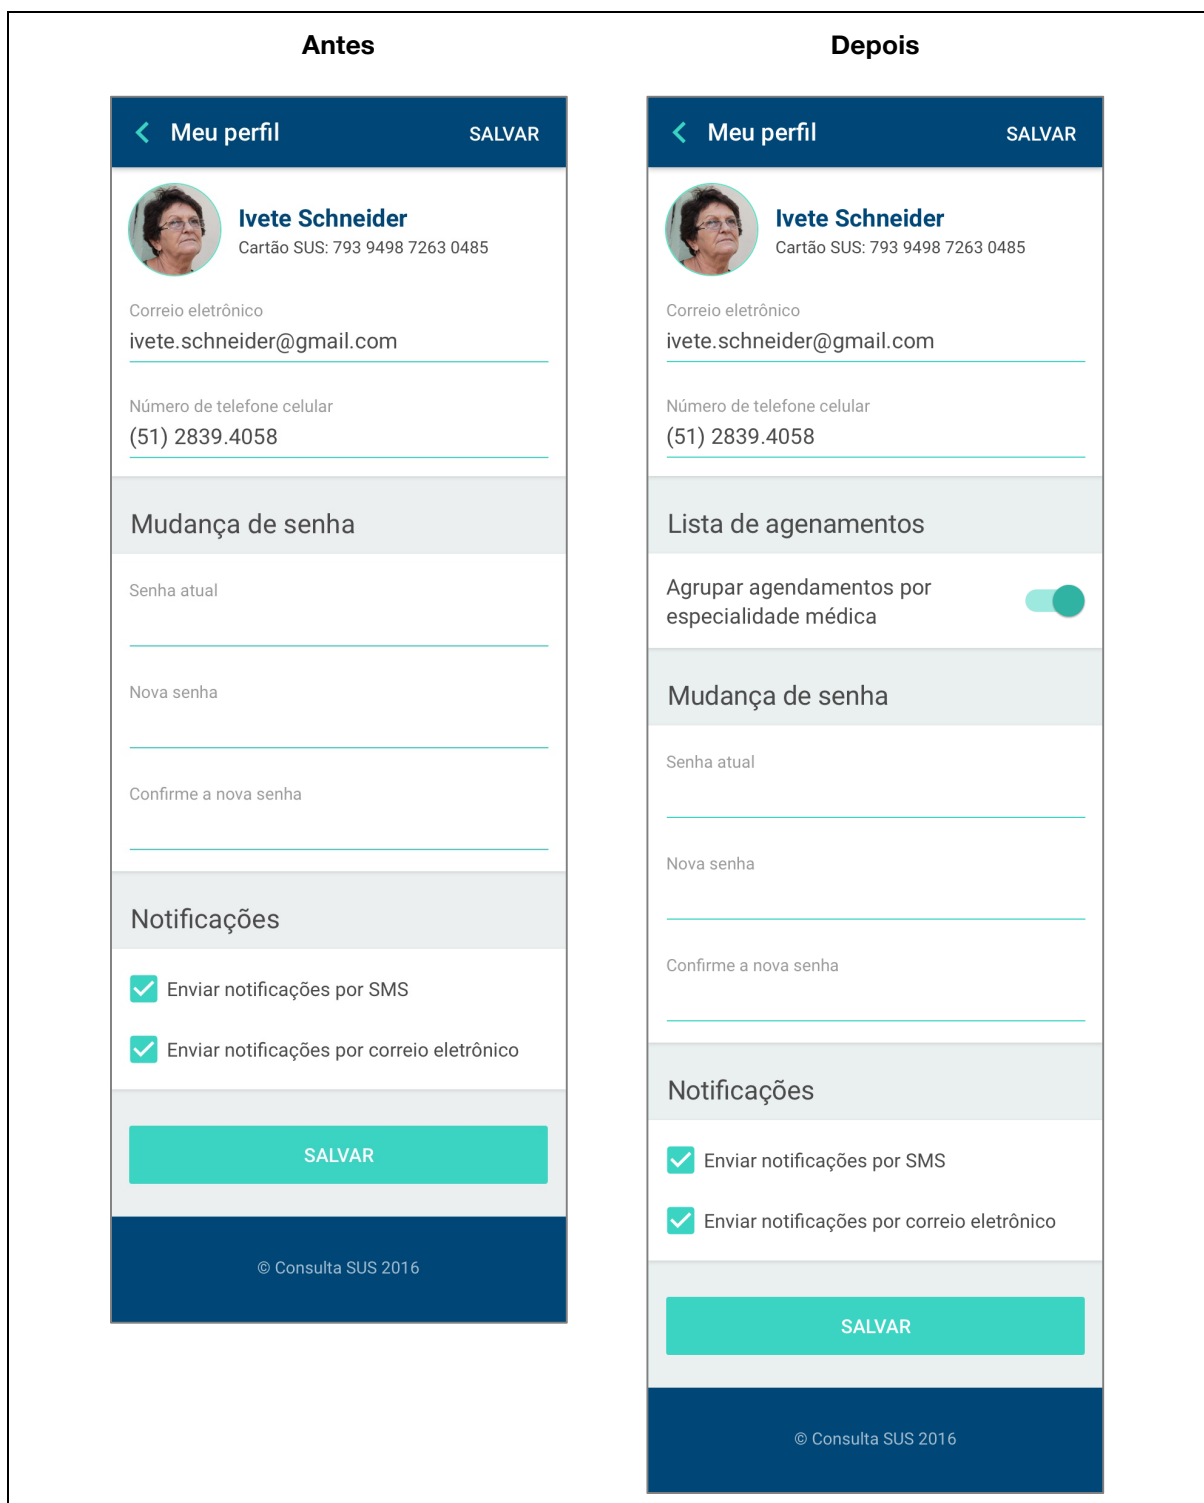 Antes
Meu perfil
SALVAR
Ivete Schneider
Cartão SUS: 793 9498 7263 0485
Correio eletrônico
ivete.schneider@gmail.com
Número de telefone celular
(51) 2839.4058
Mudança de senha
Senha atual
Nova senha
Confirme a nova senha
Notificações
Enviar notificações por SMS
Enviar notificações por correio eletrônico
SALVAR
© Consulta SUS 2016
Depois
Meu perfil
SALVAR
Ivete Schneider
Cartão SUS: 793 9498 7263 0485
Correio eletrônico
ivete.schneider@gmail.com
Número de telefone celular
(51) 2839.4058
Lista de agenamentos
Agrupar agendamentos por
especialidade médica
Mudança de senha
Senha atual
Nova senha
Confirme a nova senha
Notificações
Enviar notificações por SMS
Enviar notificações por correio eletrônico
SALVAR
© Consulta SUS 2016